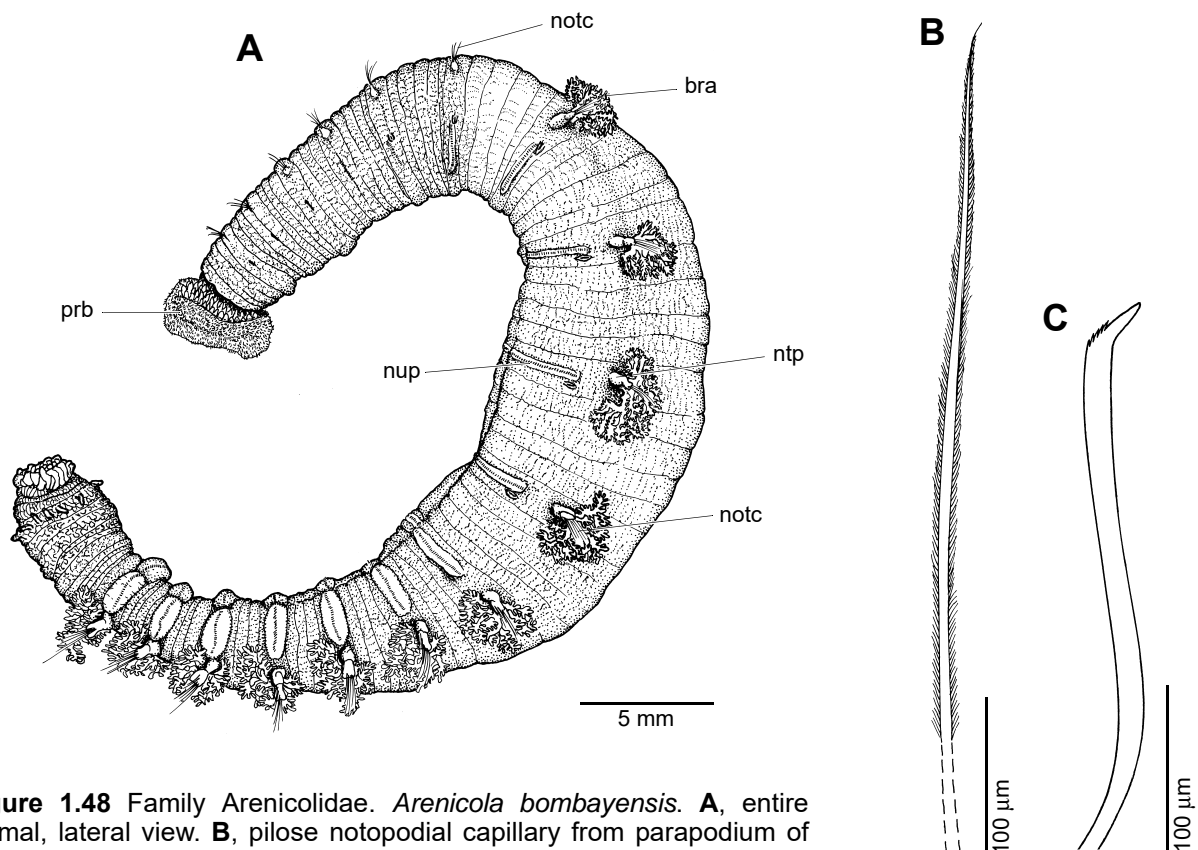 A
notc
B
bra
prb
C
nup
ntp
notc
5 mm
100 µm
100 µm
ure 1.48 Family Arenicolidae. Arenicola bombayensis. A, entire
mal, lateral view. B, pilose notopodial capillary from parapodium of